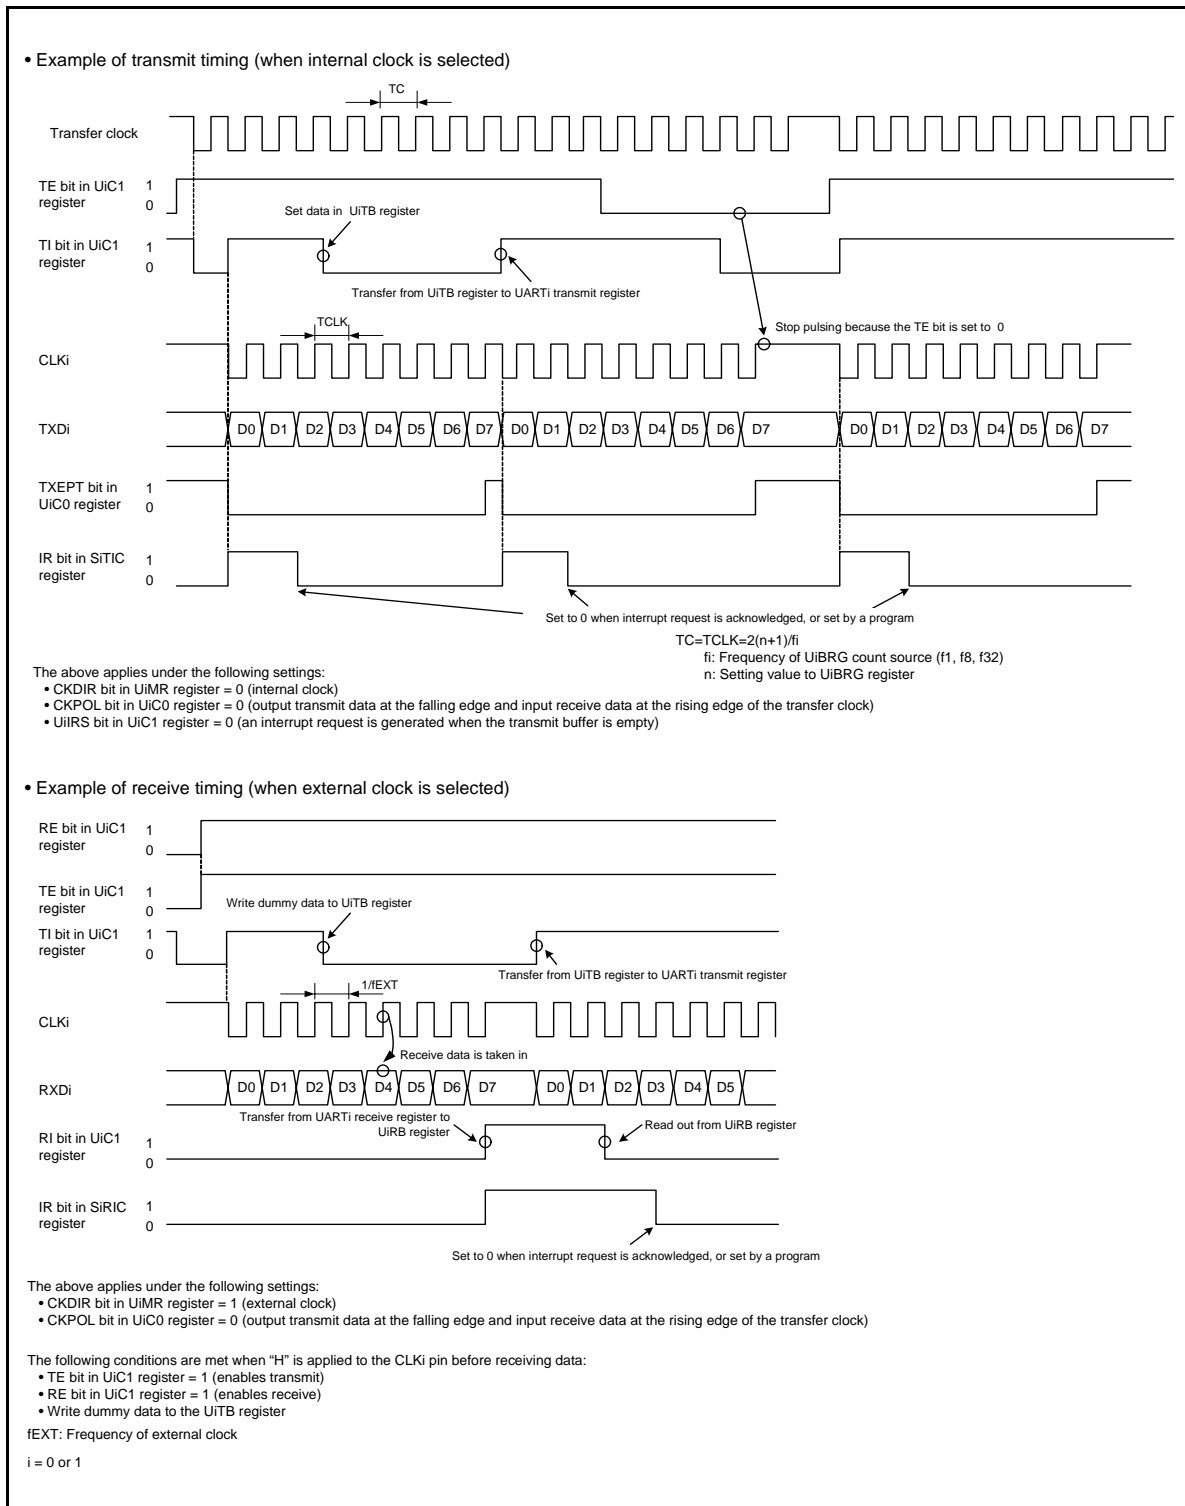 • Example of transmit timing (when internal clock is selected)
TC
Transfer clock
TE bit in UiC1 register
1
0
Set data in UiTB register
TI bit in UiC1 register
1
0
Transfer from UiTB register to UARTi transmit register
TCLK
Stop pulsing because the TE bit is set to 0
CLKi
TXDi
D0 D1 D2 D3 D4 D5 D6 D7 D0 D1 D2 D3 D4 D5 D6 D7 D0 D1 D2 D3 D4 D5 D6 D7
TXEPT bit in UiC0 register
1
0
IR bit in SiTIC register
1
0
Set to 0 when interrupt request is acknowledged, or set by a program
TC=TCLK=2(n+1)/fi
fi: Frequency of UiBRG count source (f1, f8, f32)
n: Setting value to UiBRG register
The above applies under the following settings:
• CKDIR bit in UiMR register = 0 (internal clock)
• CKPOL bit in UiC0 register = 0 (output transmit data at the falling edge and input receive data at the rising edge of the transfer clock)
• UiIRS bit in UiC1 register = 0 (an interrupt request is generated when the transmit buffer is empty)
• Example of receive timing (when external clock is selected)
RE bit in UiC1 register
1
0
TE bit in UiC1 register
1
0
Write dummy data to UiTB register
TI bit in UiC1 register
1
0
Transfer from UiTB register to UARTi transmit register
1/fEXT
CLKi
Receive data is taken in
RXDi
D0 D1 D2 D3 D4 D5 D6 D7 D0 D1 D2 D3 D4 D5
Transfer from UARTi receive register to
UiRB register
Read out from UiRB register
RI bit in UiC1 register
1
0
IR bit in SiRIC register
1
0
Set to 0 when interrupt request is acknowledged, or set by a program
The above applies under the following settings:
• CKDIR bit in UiMR register = 1 (external clock)
• CKPOL bit in UiC0 register = 0 (output transmit data at the falling edge and input receive data at the rising edge of the transfer clock)
The following conditions are met when “H” is applied to the CLKi pin before receiving data:
• TE bit in UiC1 register = 1 (enables transmit)
• RE bit in UiC1 register = 1 (enables receive)
• Write dummy data to the UiTB register
fEXT: Frequency of external clock
i = 0 or 1